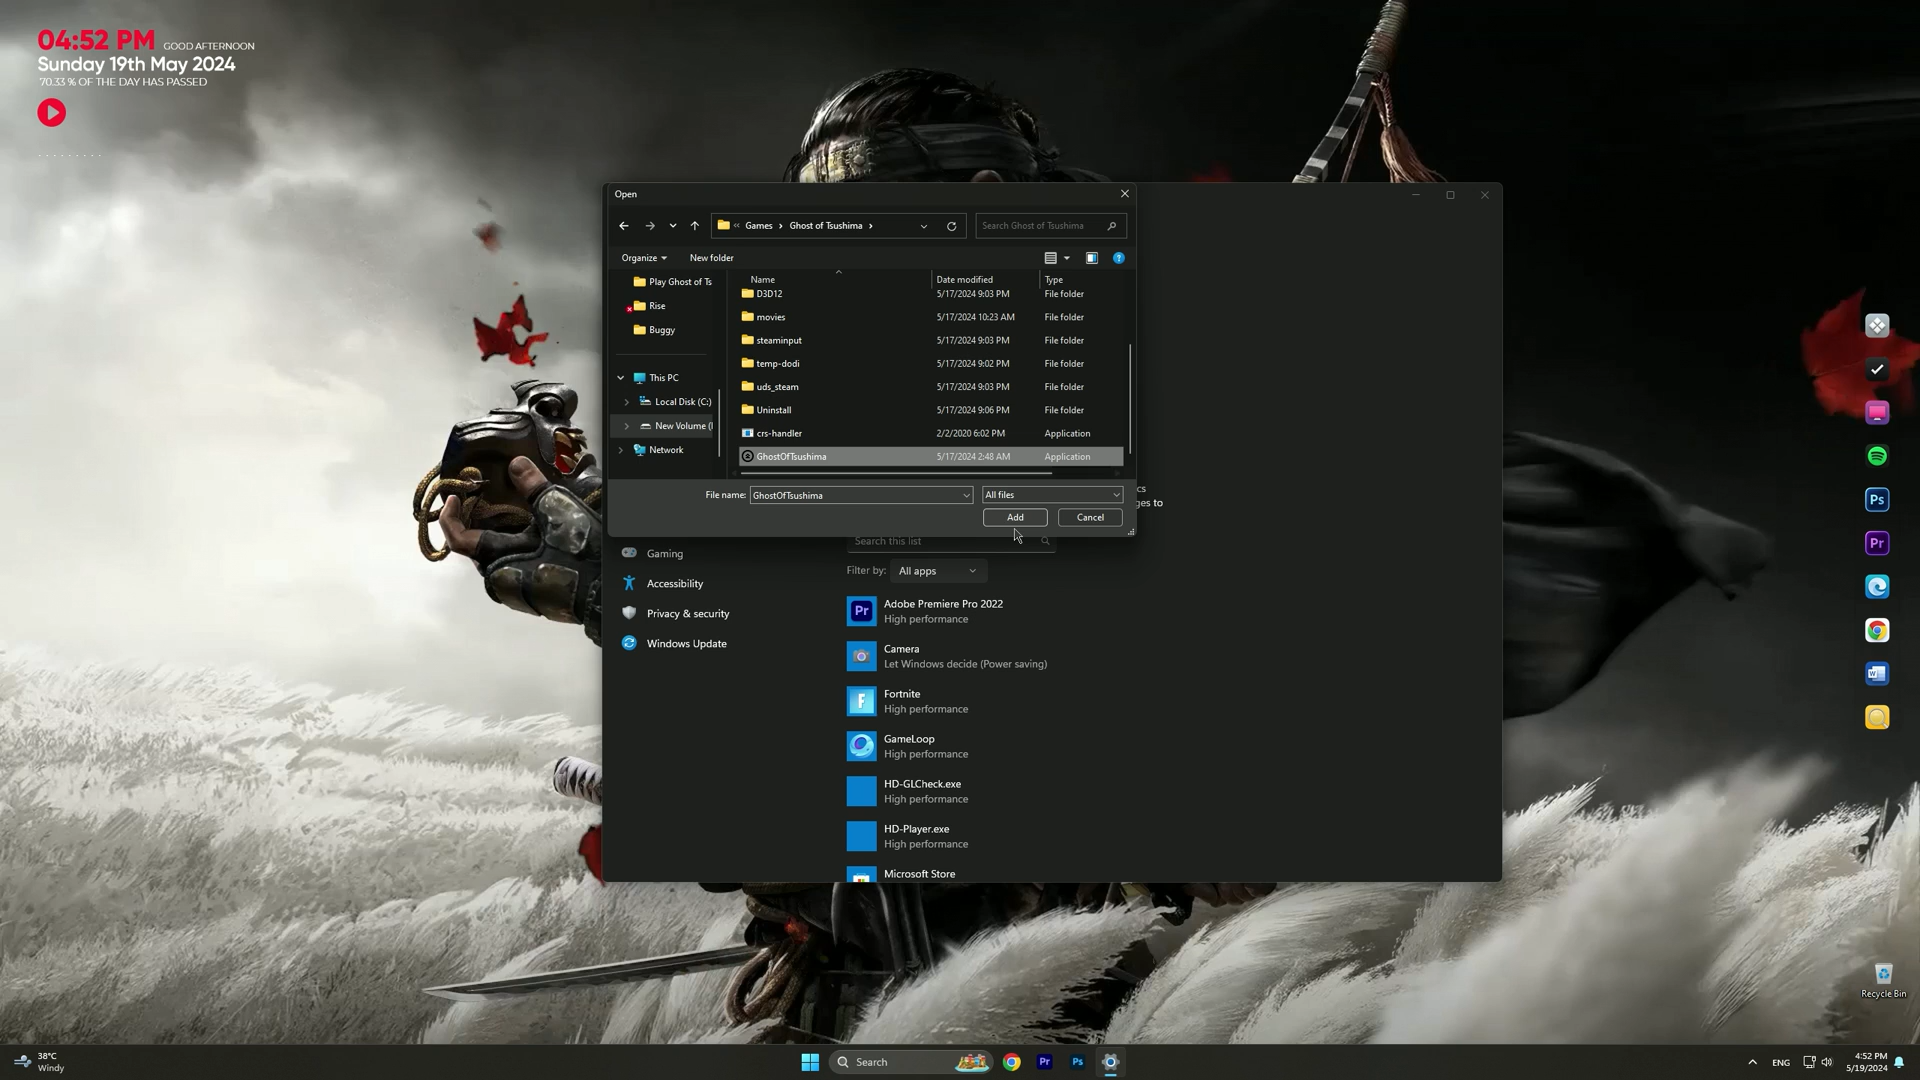 04:52 PM GOOD AFTERNOON
Sunday 19th May 2024
70.33 % OF THE DAY HAS PASSED
Open
Games › Ghost of Tsushima ›
Search Ghost of Tsushima
Organize
New folder
Name Date modified Type
Play Ghost of Ts
Rise
Buggy
This PC
Local Disk (C:)
New Volume (
Network
D3D12 5/17/2024 9:03 PM File folder
movies 5/17/2024 10:23 AM File folder
steaminput 5/17/2024 9:03 PM File folder
temp-dodi 5/17/2024 9:02 PM File folder
uds_steam 5/17/2024 9:03 PM File folder
Uninstall 5/17/2024 9:06 PM File folder
crs-handler 2/2/2020 6:02 PM Application
GhostOfTsushima 5/17/2024 2:48 AM Application
File name: GhostOfTsushima All files
Add Cancel
cs
ges to
Gaming
Accessibility
Privacy & security
Windows Update
Search this list
Filter by: All apps
Pr
Adobe Premiere Pro 2022
High performance
Camera
Let Windows decide (Power saving)
Fortnite
High performance
GameLoop
High performance
HD-GLCheck.exe
High performance
HD-Player.exe
High performance
Microsoft Store
Ps
Pr
Recycle Bin
38°C
Windy
Search
Pr
Ps
ENG
4:52 PM
5/19/2024